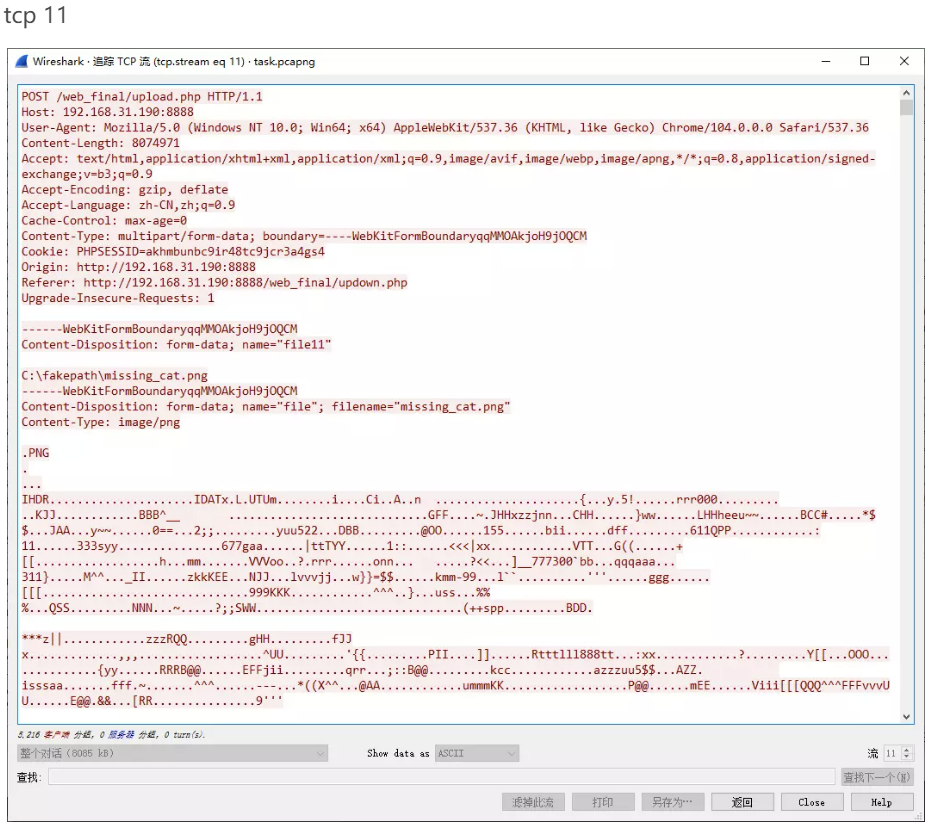 tcp 11
Wireshark · 追踪 TCP 流 (tcp.stream eq 11) · task.pcapng
POST /web_final/upload.php HTTP/1.1
Host: 192.168.31.190:8888
User-Agent: Mozilla/5.0 (Windows NT 10.0; Win64; x64) AppleWebKit/537.36 (KHTML, like Gecko) Chrome/104.0.0.0 Safari/537.36
Content-Length: 8074971
Accept: text/html,application/xhtml+xml,application/xml;q=0.9,image/avif,image/webp,image/apng,*/*;q=0.8,application/signed-
exchange;v=b3;q=0.9
Accept-Encoding: gzip, deflate
Accept-Language: zh-CN,zh;q=0.9
Cache-Control: max-age=0
Content-Type: multipart/form-data; boundary=----WebKitFormBoundaryqqMMOAkjoH9jOQCM
Cookie: PHPSESSID=akhmbunbc9ir48tc9jcr3a4gs4
Origin: http://192.168.31.190:8888
Referer: http://192.168.31.190:8888/web_final/updown.php
Upgrade-Insecure-Requests: 1
------WebKitFormBoundaryqqMMOAkjoH9jOQCM
Content-Disposition: form-data; name="file11"
C:\fakepath\missing_cat.png
------WebKitFormBoundaryqqMMOAkjoH9jOQCM
Content-Disposition: form-data; name="file"; filename="missing_cat.png"
Content-Type: image/png
.PNG
.
...
IHDR.....................IDATx.L.UTUm........i....Ci..A..n ......................{...y.5!......rrr000.........
..KJJ............BBB^__ ............................GFF....~.JHHxzzjnn...CHH......}ww......LHHheeu~~......BCC#.....*$
$...JAA...y~~.....0==...2;;.........yuu522...DBB.........@OO......155......bii......dff.........611QPP............:
11......333syy...............677gaa......|ttTYY......1::......<<<|xx............VTT...G((......+
[[..................h...mm.......VVVoo..?.rrr......onn... .....?<<...]__777300`bb...qqqaaa...
311}.....M^^..._II......zkkKEE...NJJ...lvvvjj...w}}=$$......kmm-99...l``..........'''......ggg......
[[[..............................999KKK............^^^..}...uss...%%
%...QSS.........NNN...~.....?;;SWW..............................(++spp.........BDD.
***z||............zzzRQQ.........gHH.........fJJ
x.............,,,..................^UU.........'{{.........PII....]]......Rttlll888tt...:xx............?.........Y[[...OOO...
...........{yy......RRRB@@......EFFjii.........qrr...;::B@@.........kcc............azzzuu5$$...AZZ.
isssaa.......fff.~.......^^^......---...*((X^^...@AA............ummmKK..................P@@......mEE......Viii[[[QQQ^^^FFFvvvU
U......E@@.&&...[RR...............9'''
5,216 客户端 分组, 0 服务器 分组, 0 turn(s).
整个对话 (8085 kB) Show data as ASCII 流 11
查找: 查找下一个(N)
滤掉此流 打印 另存为… 返回 Close Help